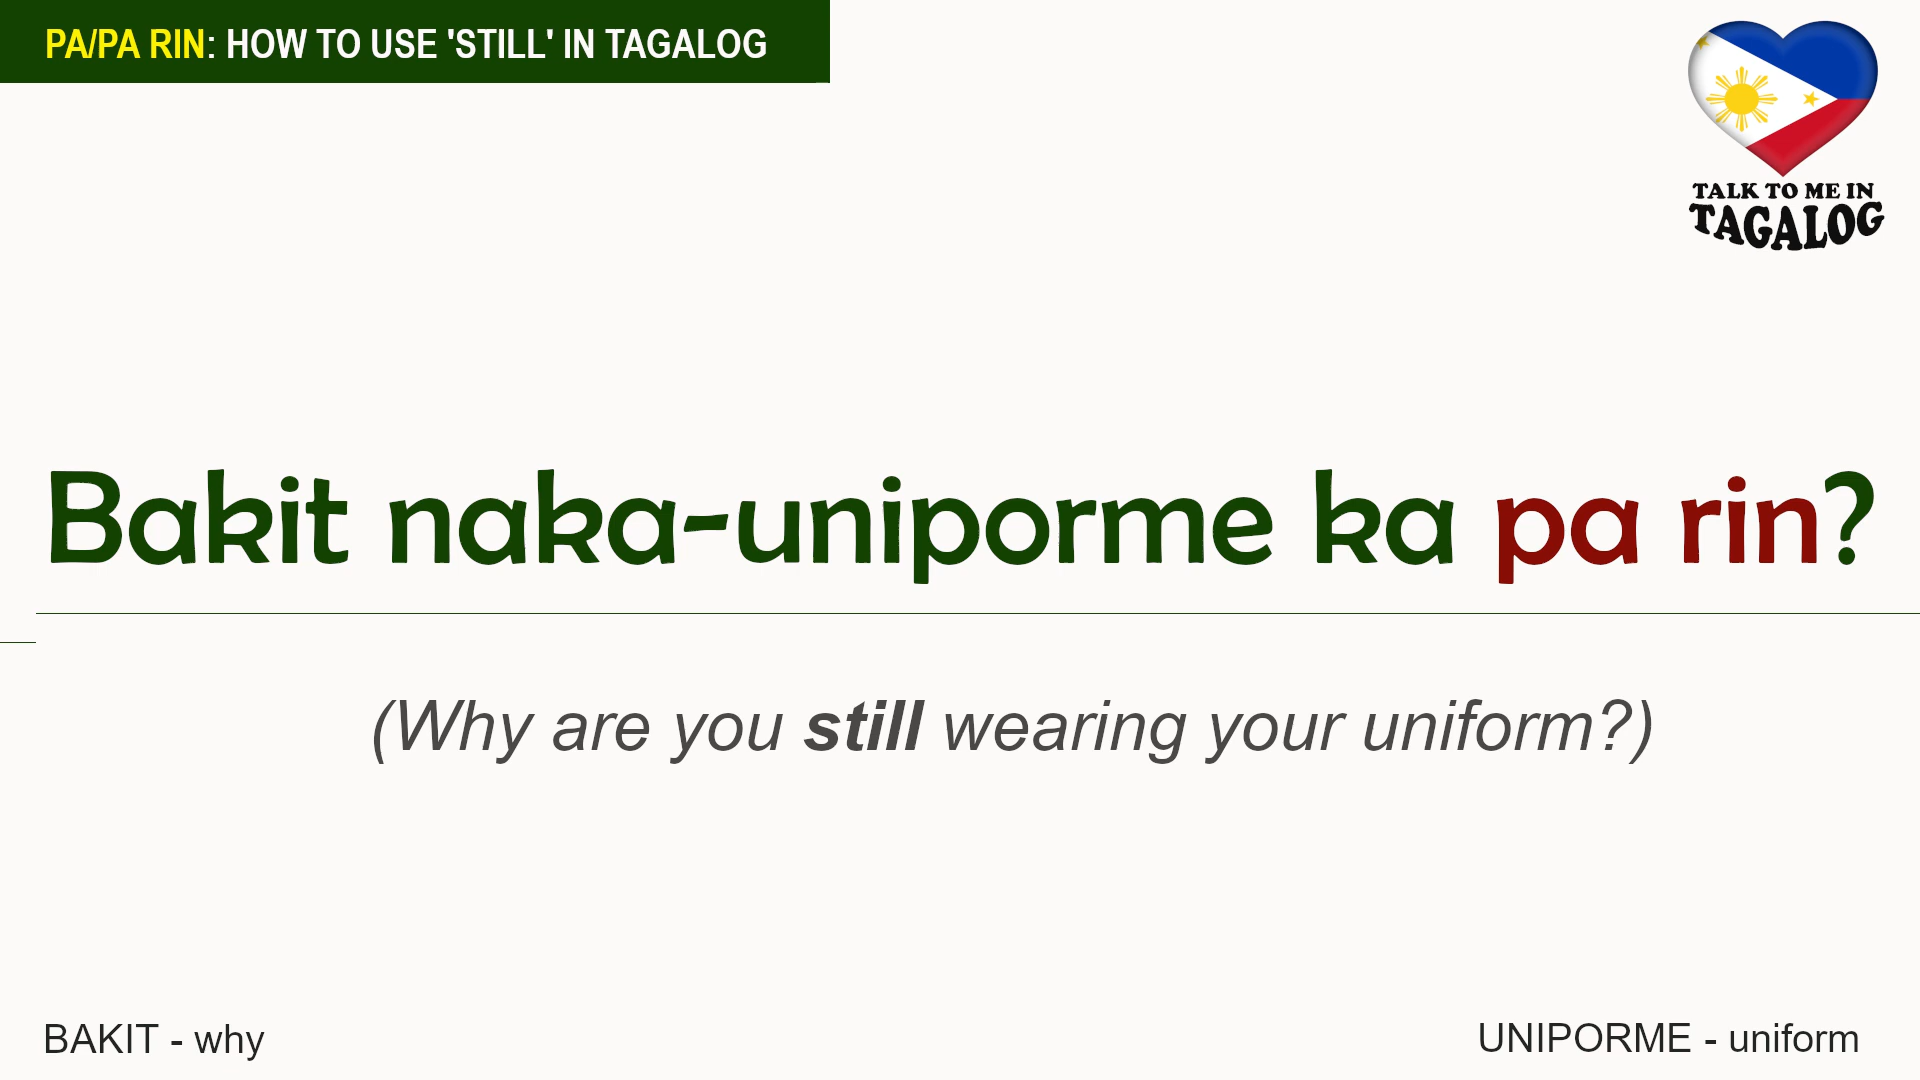 PA/PA RIN: HOW TO USE 'STILL' IN TAGALOG
TALK TO ME IN
TAGALOG
Bakit naka-uniporme ka pa rin?
(Why are you still wearing your uniform?)
BAKIT - why
UNIPORME - uniform